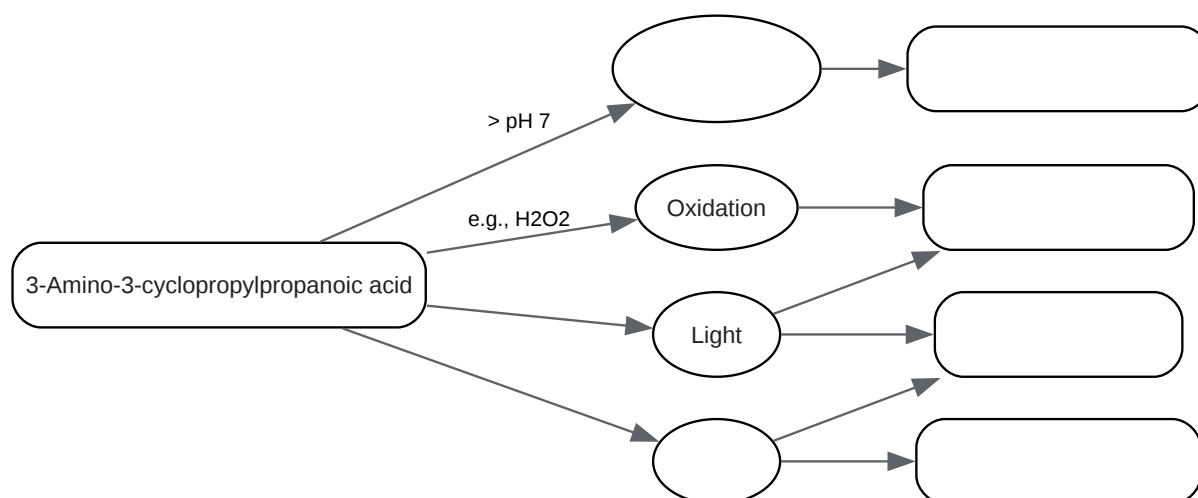 > pH 7
Oxidation
e.g., H2O2
3-Amino-3-cyclopropylpropanoic acid
Light